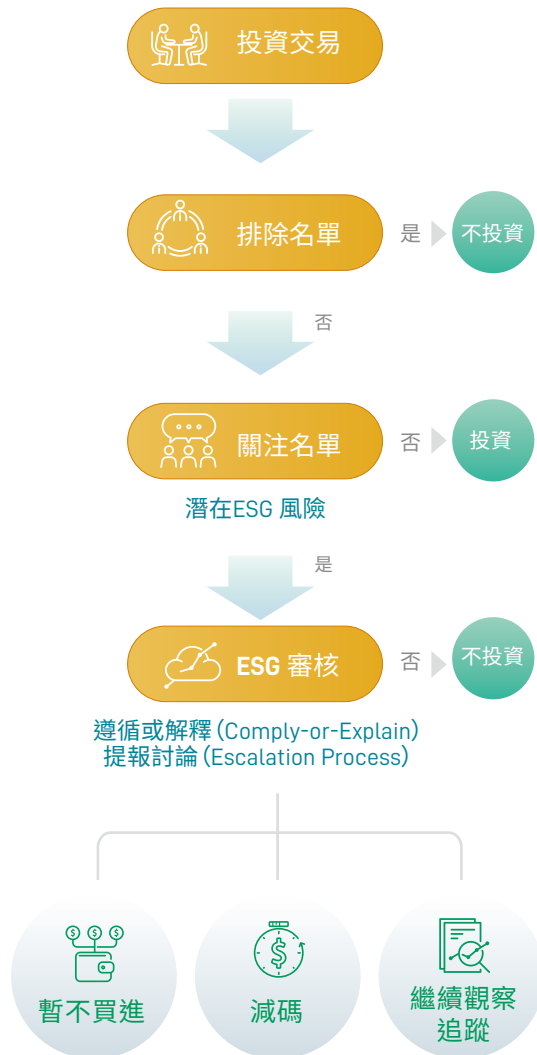 投資交易
排除名單
是
不投資
否
關注名單
否
投資
潛在ESG 風險
是
ESG 審核
否
不投資
遵循或解釋 (Comply-or-Explain)
提報討論 (Escalation Process)
暫不買進
減碼
繼續觀察
追蹤